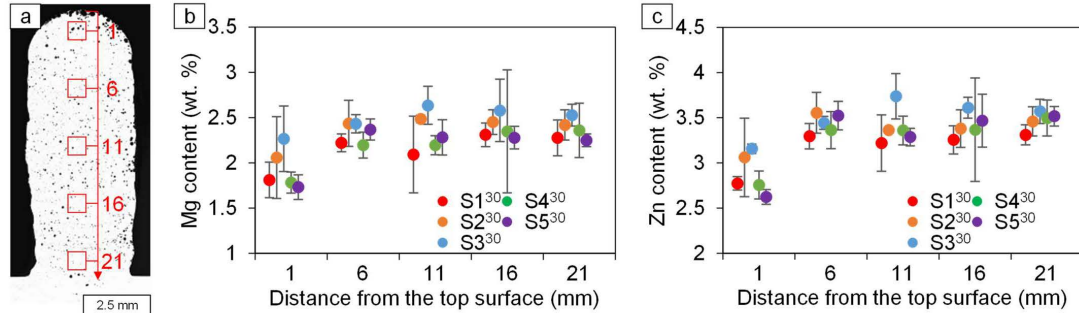 a
1
6
11
16
21
2.5 mm
b
Mg content (wt. %)
3.5
3
2.5
2
1.5
1
S1³⁰ S4³⁰
S2³⁰ S5³⁰
S3³⁰
1 6 11 16 21
Distance from the top surface (mm)
c
Zn content (wt. %)
4.5
4
3.5
3
2.5
2
S1³⁰ S4³⁰
S2³⁰ S5³⁰
S3³⁰
1 6 11 16 21
Distance from the top surface (mm)